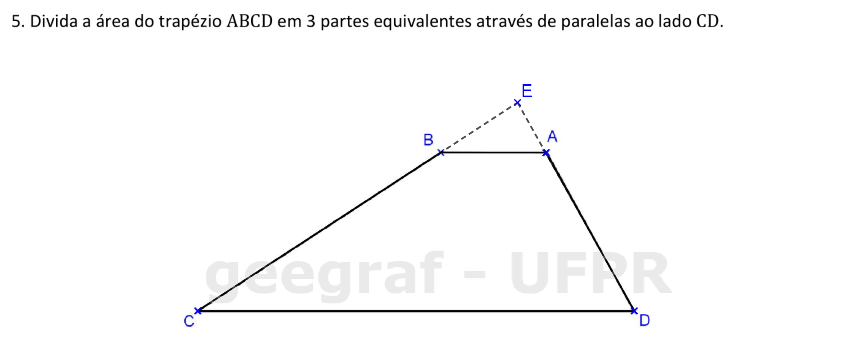 5. Divida a área do trapézio ABCD em 3 partes equivalentes através de paralelas ao lado CD.
E
B
A
geegraf - UFPR
C
D